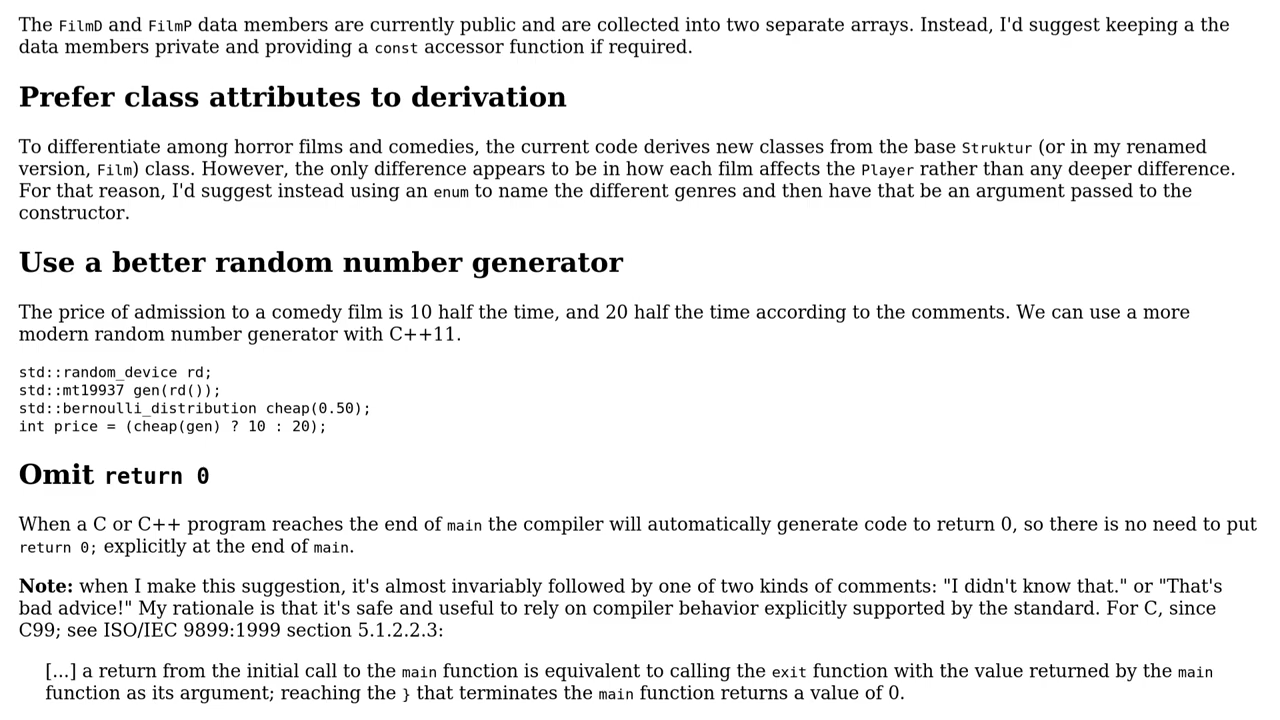 The FilmD and FilmP data members are currently public and are collected into two separate arrays. Instead, I'd suggest keeping a the
data members private and providing a const accessor function if required.
Prefer class attributes to derivation
To differentiate among horror films and comedies, the current code derives new classes from the base Struktur (or in my renamed
version, Film) class. However, the only difference appears to be in how each film affects the Player rather than any deeper difference.
For that reason, I'd suggest instead using an enum to name the different genres and then have that be an argument passed to the
constructor.
Use a better random number generator
The price of admission to a comedy film is 10 half the time, and 20 half the time according to the comments. We can use a more
modern random number generator with C++11.
std::random_device rd;
std::mt19937 gen(rd());
std::bernoulli_distribution cheap(0.50);
int price = (cheap(gen) ? 10 : 20);
Omit return 0
When a C or C++ program reaches the end of main the compiler will automatically generate code to return 0, so there is no need to put
return 0; explicitly at the end of main.
Note: when I make this suggestion, it's almost invariably followed by one of two kinds of comments: "I didn't know that." or "That's
bad advice!" My rationale is that it's safe and useful to rely on compiler behavior explicitly supported by the standard. For C, since
C99; see ISO/IEC 9899:1999 section 5.1.2.2.3:
[...] a return from the initial call to the main function is equivalent to calling the exit function with the value returned by the main
function as its argument; reaching the } that terminates the main function returns a value of 0.